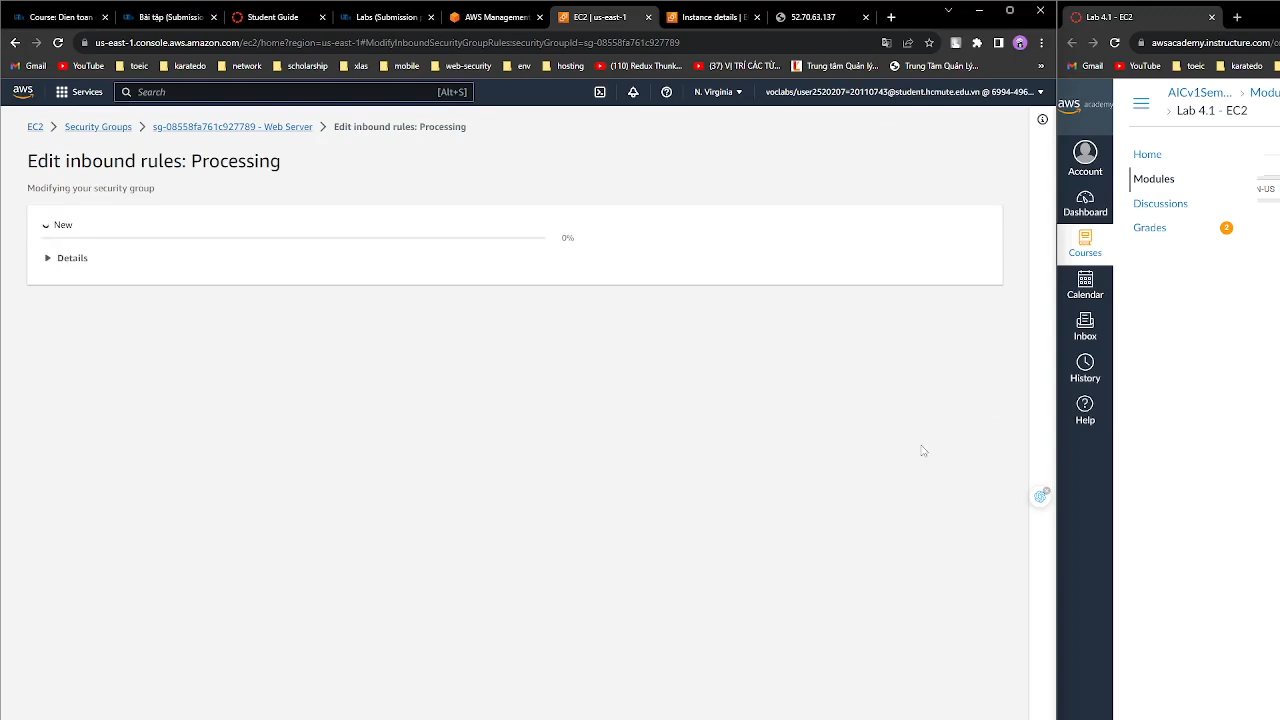 Course: Dien toan
Bài tập (Submissio
Student Guide
Labs (Submission p
AWS Management
EC2 | us-east-1
Instance details | E
52.70.63.137
us-east-1.console.aws.amazon.com/ec2/home?region=us-east-1#ModifyInboundSecurityGroupRules:securityGroupId=sg-08558fa761c927789
Gmail
YouTube
toeic
karatedo
network
scholarship
xlas
mobile
web-security
env
hosting
(110) Redux Thunk...
(37) VỊ TRÍ CÁC TỪ...
Trung tâm Quản lý...
Trung Tâm Quản Lý...
»
aws
Services
Search
[Alt+S]
N. Virginia
voclabs/user2520207=20110743@student.hcmute.edu.vn @ 6994-496...
EC2
Security Groups
sg-08558fa761c927789 - Web Server
Edit inbound rules: Processing
Edit inbound rules: Processing
Modifying your security group
New
0%
Details
Lab 4.1 - EC2
awsacademy.instructure.com/c
Gmail
YouTube
toeic
karatedo
aws academy
AICv1Sem...
Modu
Lab 4.1 - EC2
Account
Dashboard
Courses
Calendar
Inbox
History
Help
Home
Modules
Discussions
Grades
2
N-US